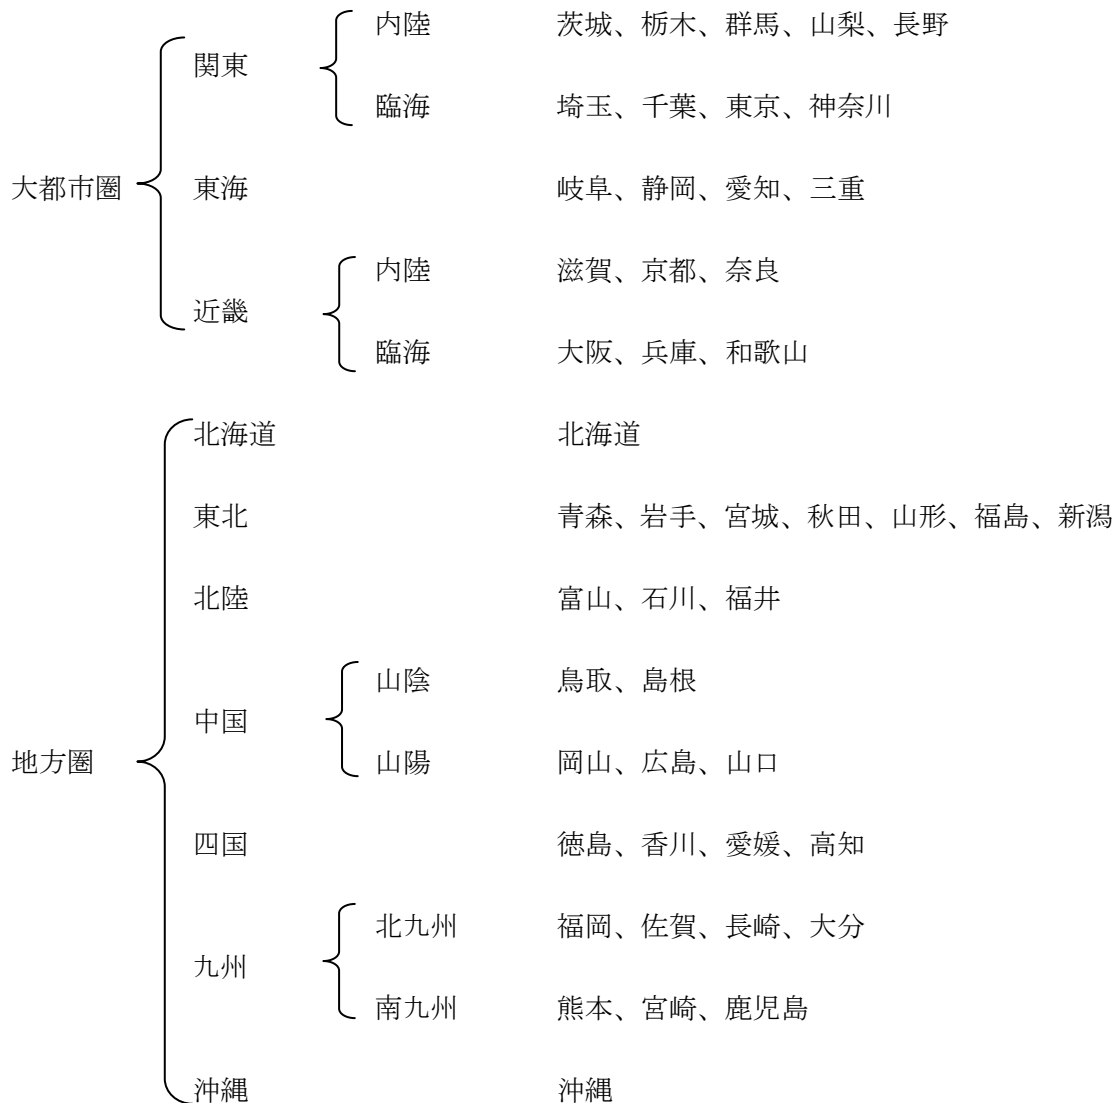 内陸 茨城、栃木、群馬、山梨、長野
関東
臨海 埼玉、千葉、東京、神奈川
大都市圏 東海 岐阜、静岡、愛知、三重
内陸 滋賀、京都、奈良
近畿
臨海 大阪、兵庫、和歌山
北海道 北海道
東北 青森、岩手、宮城、秋田、山形、福島、新潟
北陸 富山、石川、福井
山陰 鳥取、島根
中国
地方圏 山陽 岡山、広島、山口
四国 徳島、香川、愛媛、高知
北九州 福岡、佐賀、長崎、大分
九州
南九州 熊本、宮崎、鹿児島
沖縄 沖縄